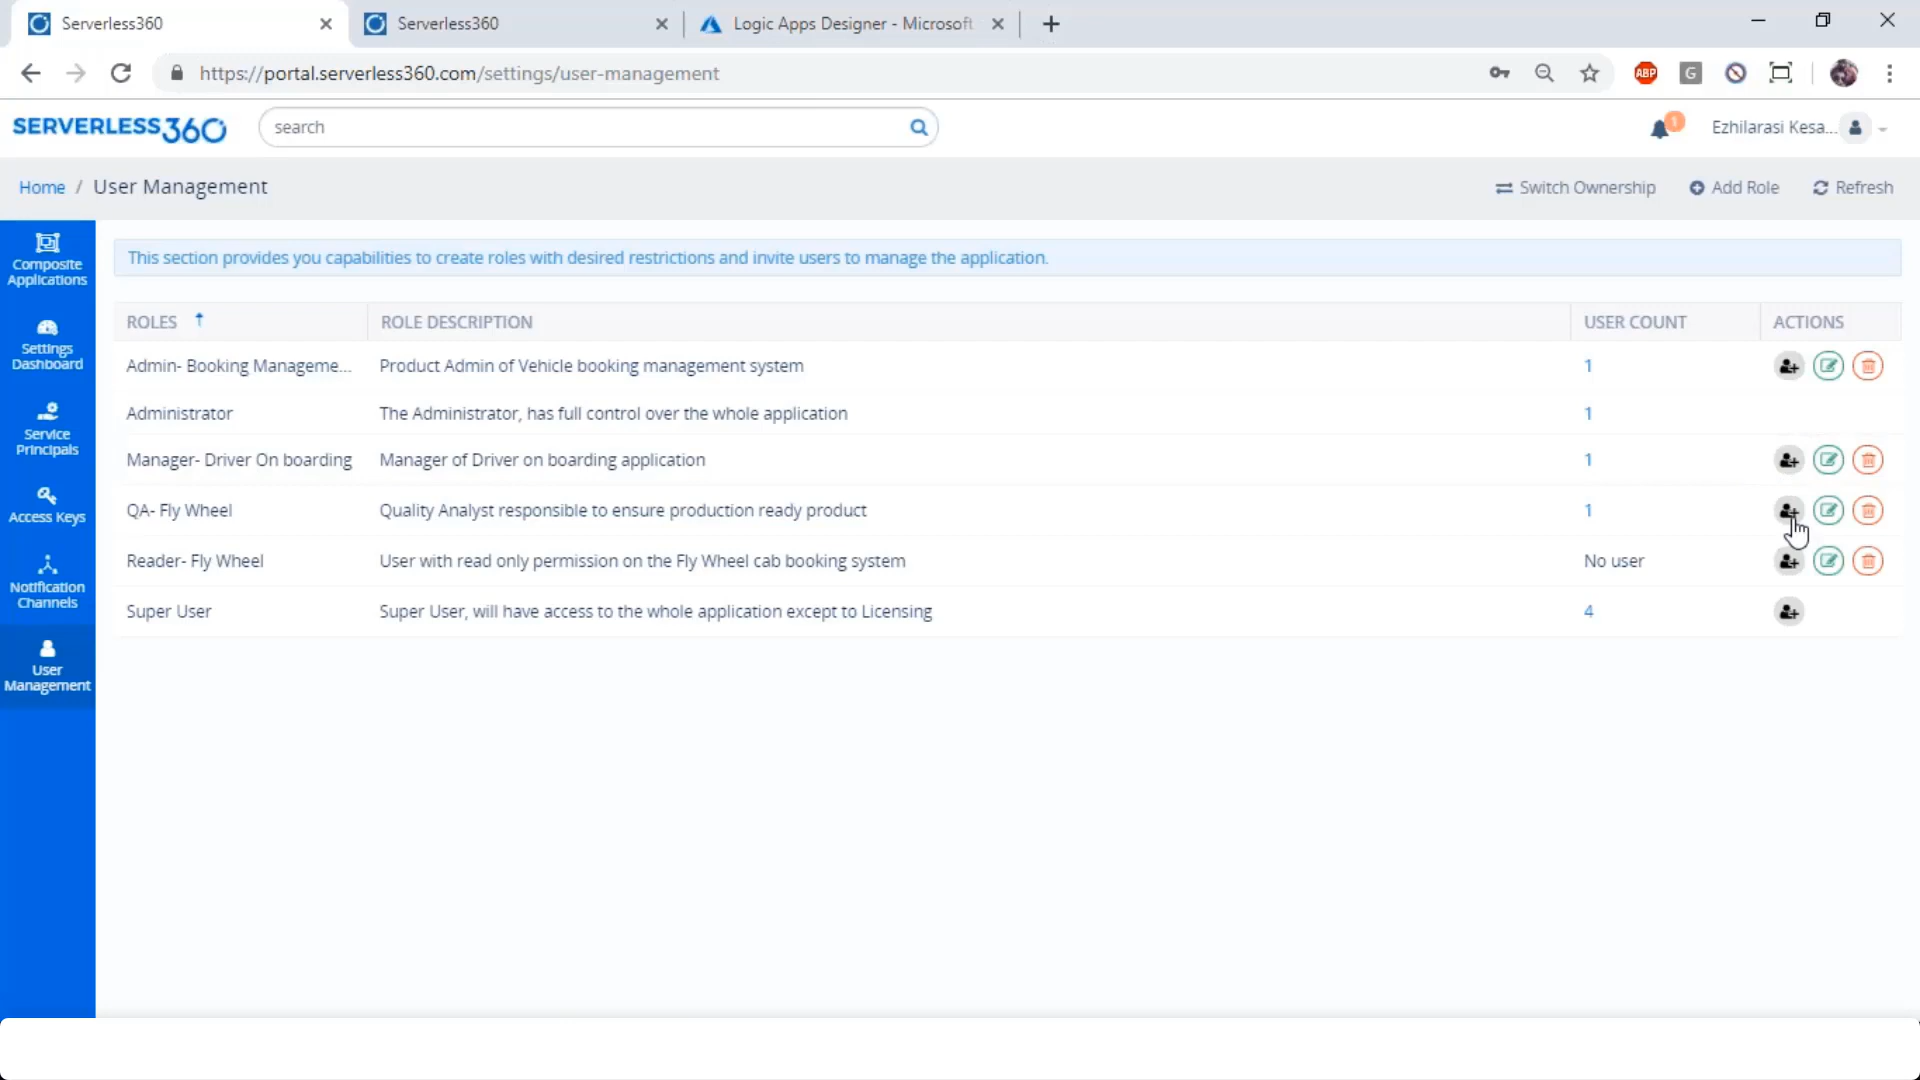 Serverless360
Serverless360
Logic Apps Designer - Microsoft
https://portal.serverless360.com/settings/user-management
ABP
G
SERVERLESS360
search
1
Ezhilarasi Kesa...
Home / User Management
Switch Ownership
Add Role
Refresh
Composite
Applications
Settings
Dashboard
Service
Principals
Access Keys
Notification
Channels
User
Management
This section provides you capabilities to create roles with desired restrictions and invite users to manage the application.
ROLES ROLE DESCRIPTION USER COUNT ACTIONS
Admin- Booking Manageme... Product Admin of Vehicle booking management system 1
Administrator The Administrator, has full control over the whole application 1
Manager- Driver On boarding Manager of Driver on boarding application 1
QA- Fly Wheel Quality Analyst responsible to ensure production ready product 1
Reader- Fly Wheel User with read only permission on the Fly Wheel cab booking system No user
Super User Super User, will have access to the whole application except to Licensing 4